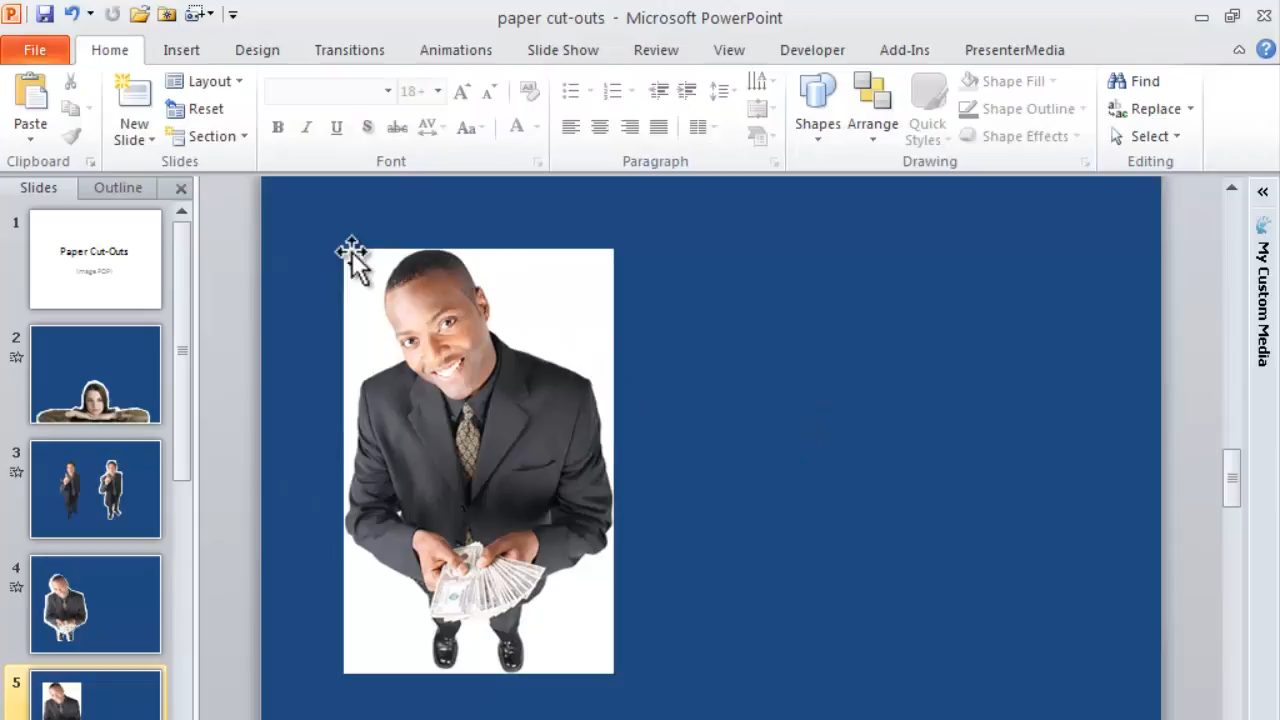 paper cut-outs - Microsoft PowerPoint
File Home Insert Design Transitions Animations Slide Show Review View Developer Add-Ins PresenterMedia
Paste
Clipboard
New
Slide
Layout
Reset
Section
Slides
18
B I U S abc AV Aa A
Font
Paragraph
Shapes
Arrange
Quick
Styles
Shape Fill
Shape Outline
Shape Effects
Drawing
Find
Replace
Select
Editing
Slides Outline
1
Paper Cut-Outs
(Image POP)
2
3
4
5
My Custom Media